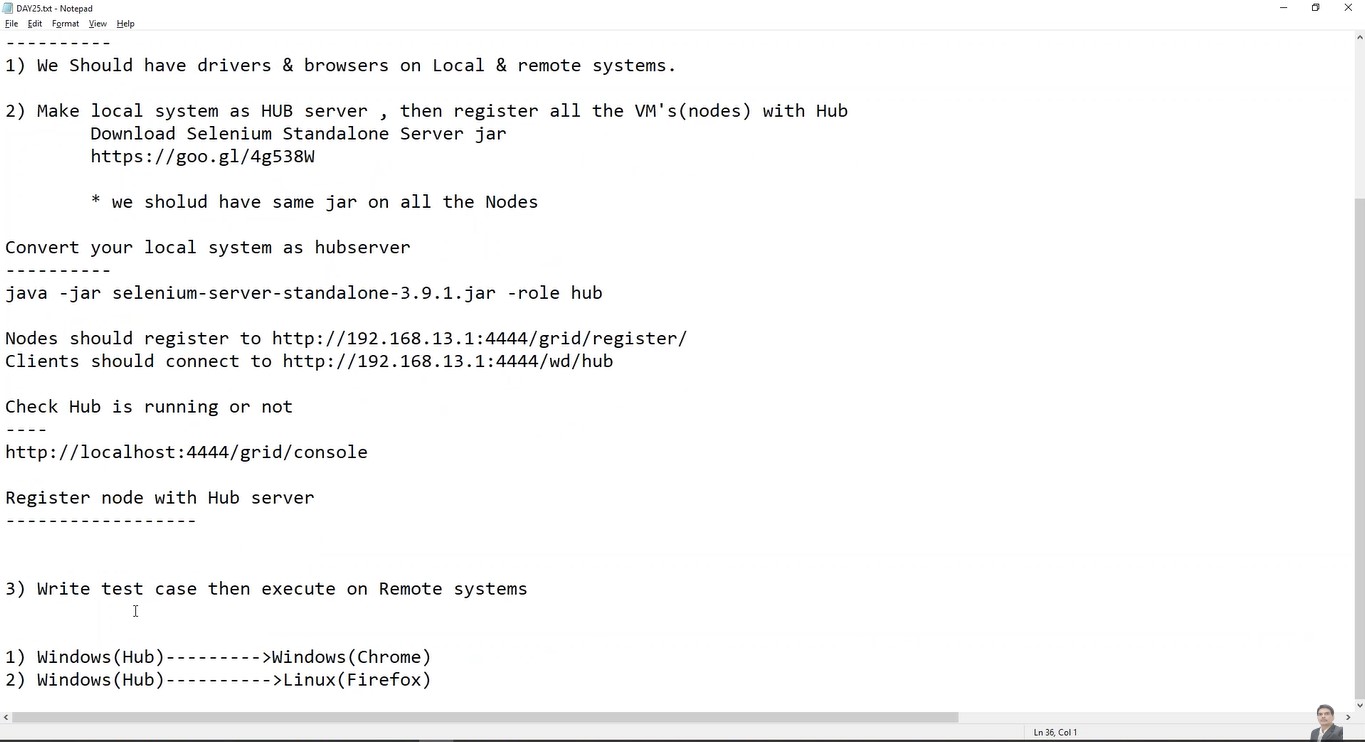 DAY25.txt - Notepad
File Edit Format View Help
----------
1) We Should have drivers & browsers on Local & remote systems.
2) Make local system as HUB server , then register all the VM's(nodes) with Hub
Download Selenium Standalone Server jar
https://goo.gl/4g538W
* we sholud have same jar on all the Nodes
Convert your local system as hubserver
----------
java -jar selenium-server-standalone-3.9.1.jar -role hub
Nodes should register to http://192.168.13.1:4444/grid/register/
Clients should connect to http://192.168.13.1:4444/wd/hub
Check Hub is running or not
----
http://localhost:4444/grid/console
Register node with Hub server
------------------
3) Write test case then execute on Remote systems
1) Windows(Hub)--------->Windows(Chrome)
2) Windows(Hub)---------->Linux(Firefox)
Ln 36, Col 1